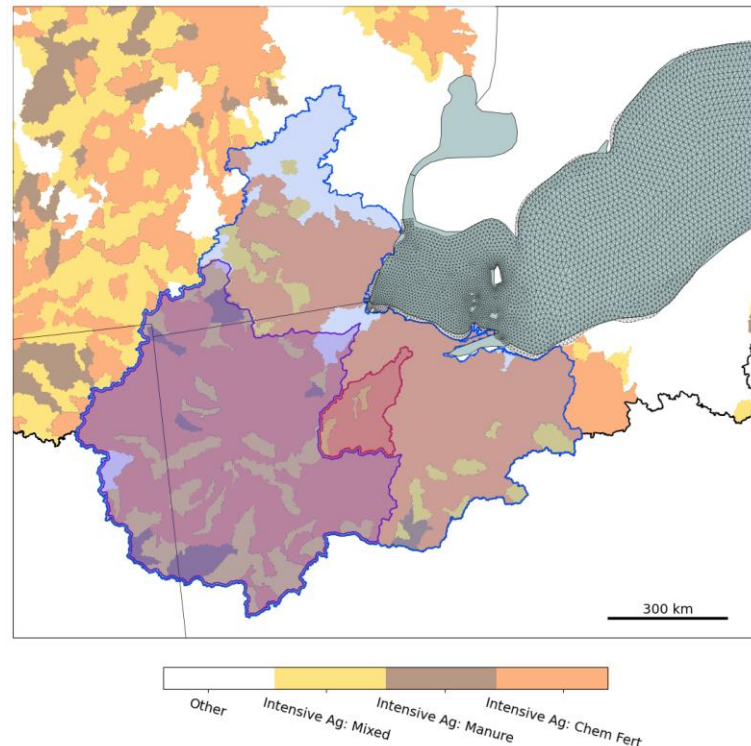 300 km
Other
Intensive Ag: Mixed
Intensive Ag: Manure
Intensive Ag: Chem Fert